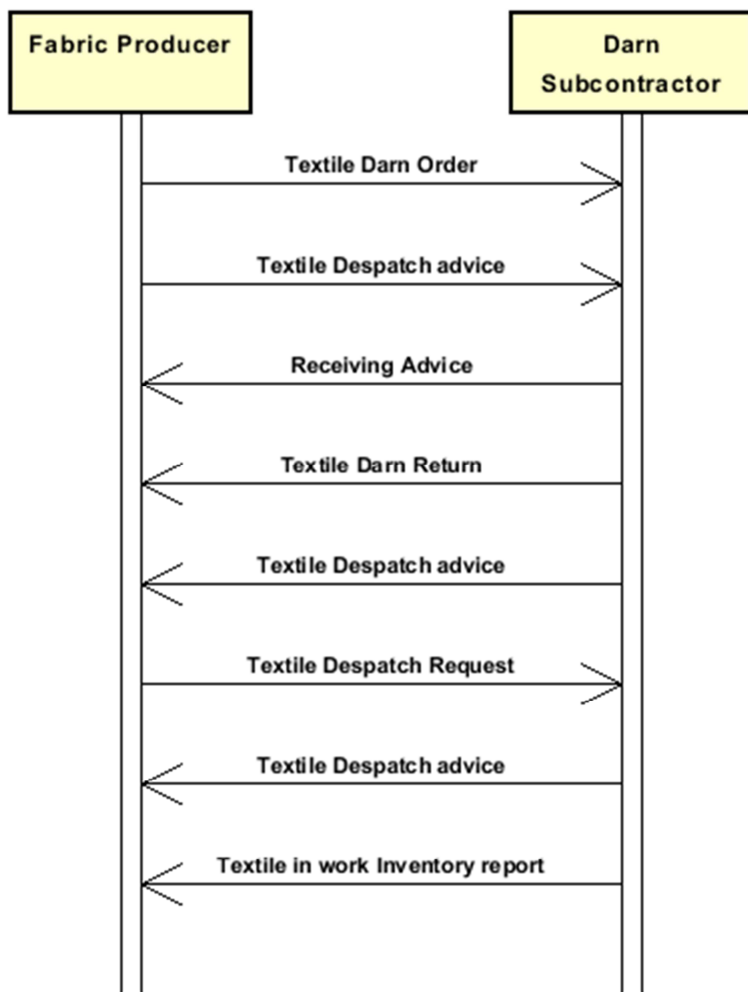 Fabric Producer
Darn
Subcontractor
Textile Darn Order
Textile Despatch advice
Receiving Advice
Textile Darn Return
Textile Despatch advice
Textile Despatch Request
Textile Despatch advice
Textile in work Inventory report